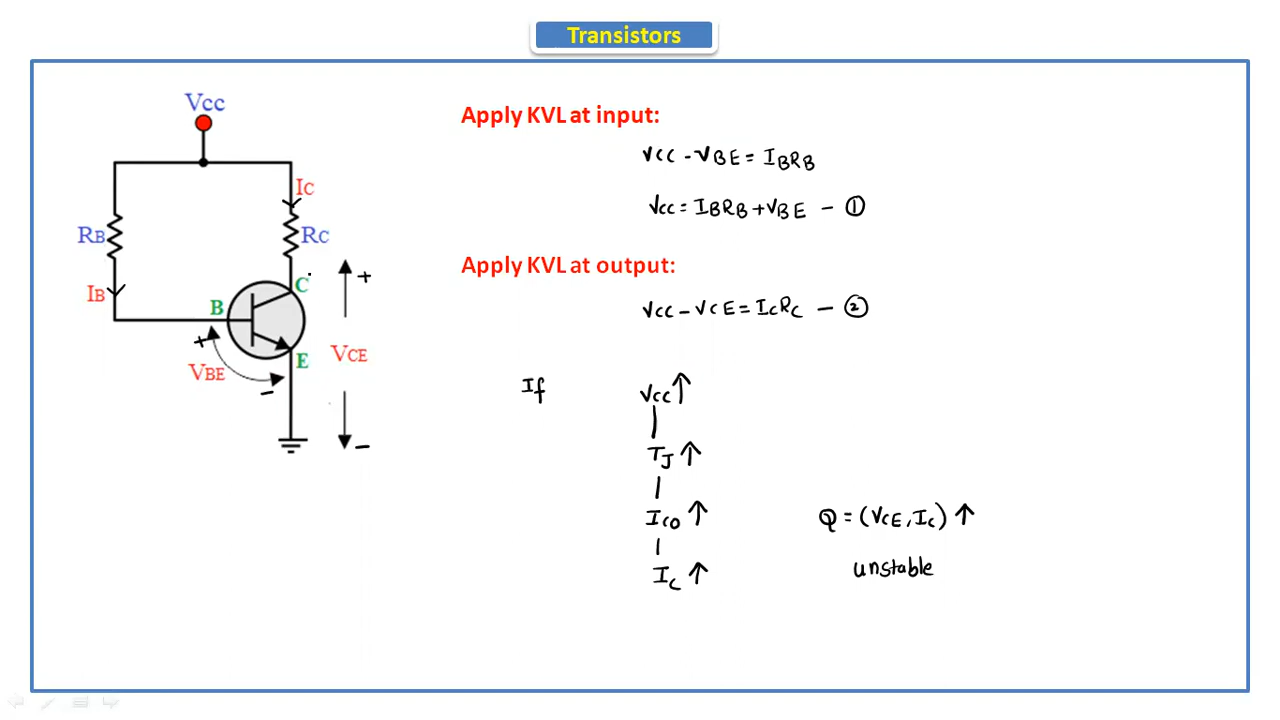 Transistors
Vcc
IC
RB
RC
IB
B
C
+
+
VBE
-
E
VCE
-
Apply KVL at input:
VCC - VBE = IBRB
VCC = IBRB + VBE - ①
Apply KVL at output:
VCC - VCE = ICRC - ②
If
VCC ↑
TJ ↑
ICO ↑
IC ↑
Q = (VCE, IC) ↑
unstable